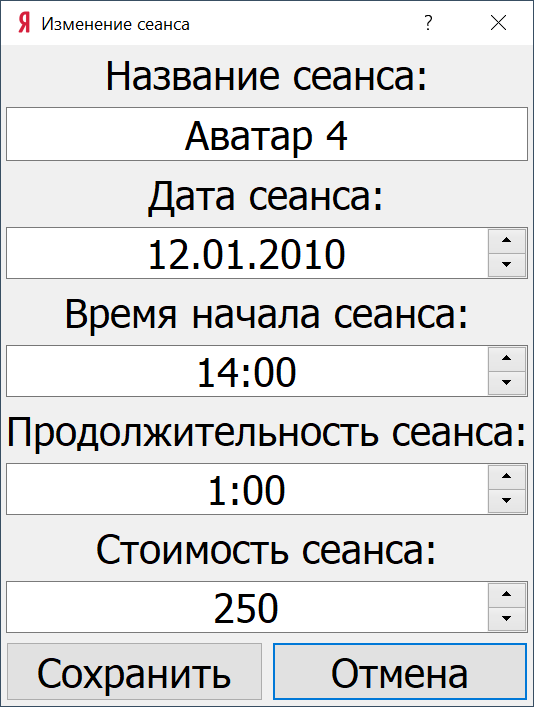 Я Изменение сеанса ?
Название сеанса:
Аватар 4
Дата сеанса:
12.01.2010
Время начала сеанса:
14:00
Продолжительность сеанса:
1:00
Стоимость сеанса:
250
Сохранить Отмена